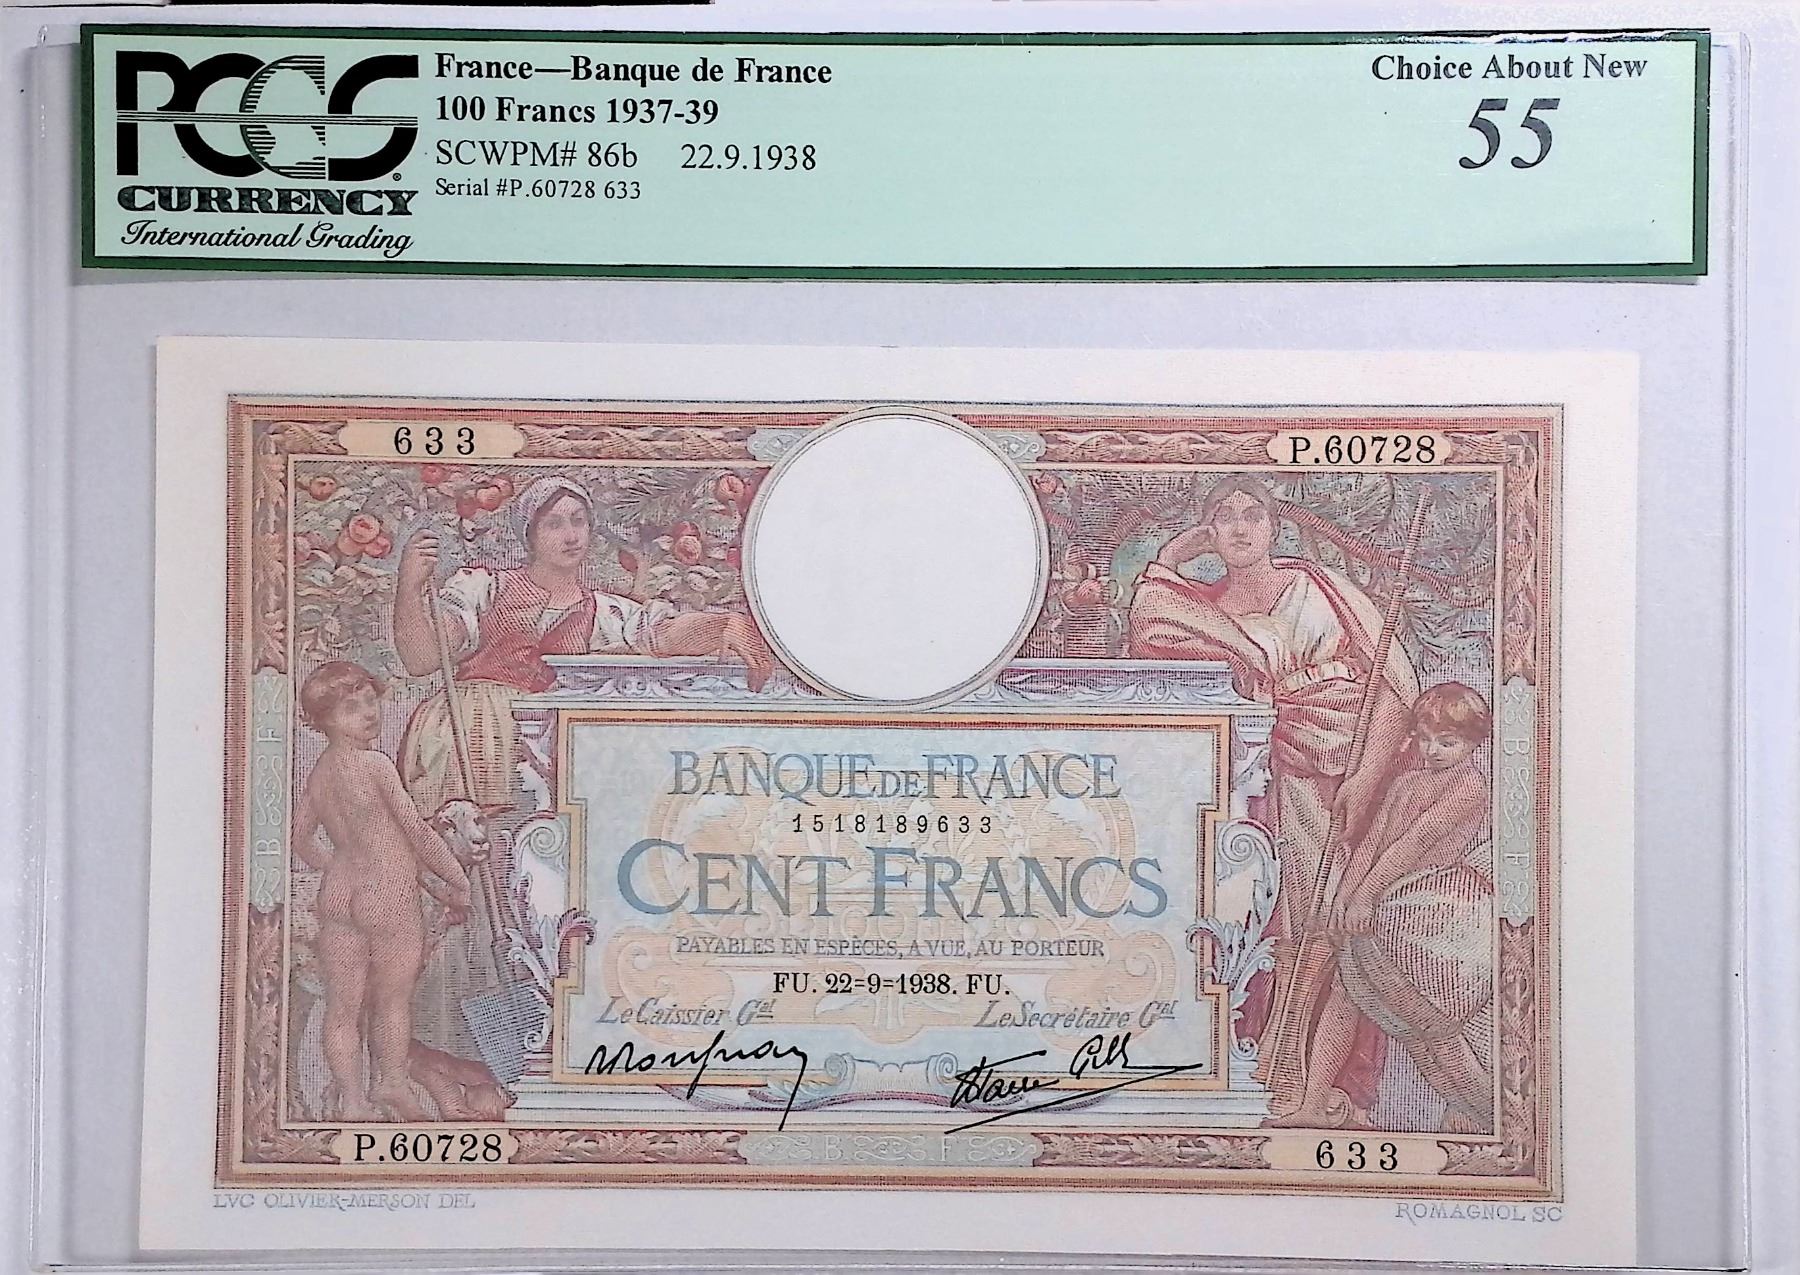 PCGS
CURRENCY
International Grading
France—Banque de France
100 Francs 1937-39
SCWPM# 86b 22.9.1938
Serial #P.60728 633
Choice About New
55
633
P.60728
B F
B F
BANQUE DE FRANCE
1518189633
CENT FRANCS
PAYABLES EN ESPÈCES, A VUE, AU PORTEUR
FU. 22=9=1938. FU.
Le Caissier Gal
Le Secrétaire Gal
P.60728
B F
633
LVC OLIVIER-MERSON DEL
ROMAGNOL SC